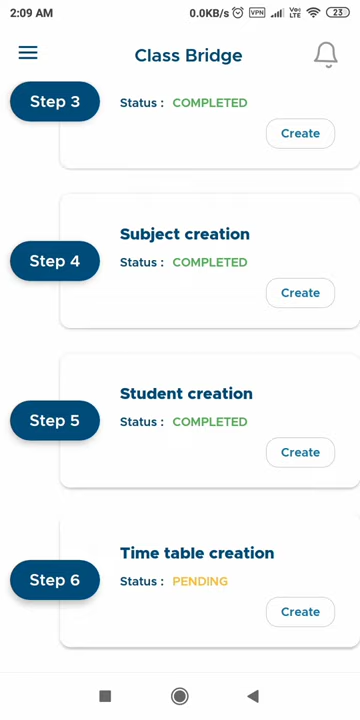 2:09 AM 0.0KB/s VPN Vo) LTE 23
Class Bridge
Step 3
Status : COMPLETED
Create
Subject creation
Step 4
Status : COMPLETED
Create
Student creation
Step 5
Status : COMPLETED
Create
Time table creation
Step 6
Status : PENDING
Create